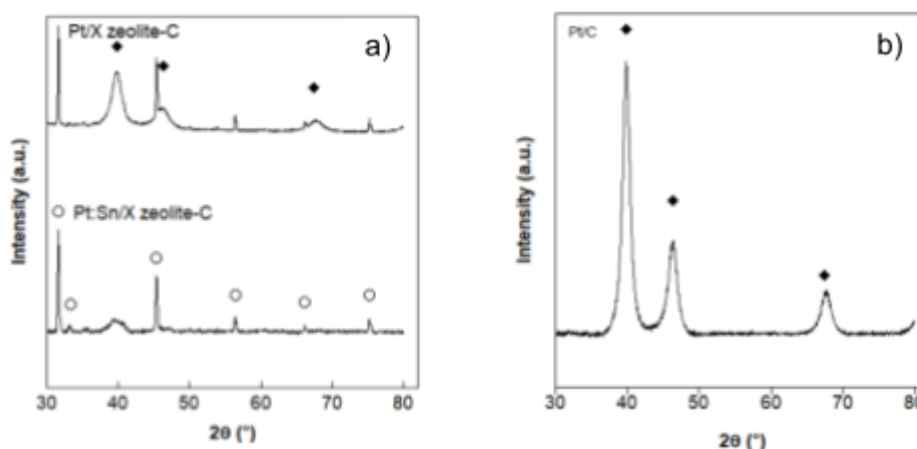 Pt/X zeolite-C
a)
Pt:Sn/X zeolite-C
Intensity (a.u.)
30 40 50 60 70 80
2θ (°)
Pt/C
b)
Intensity (a.u.)
30 40 50 60 70 80
2θ (°)